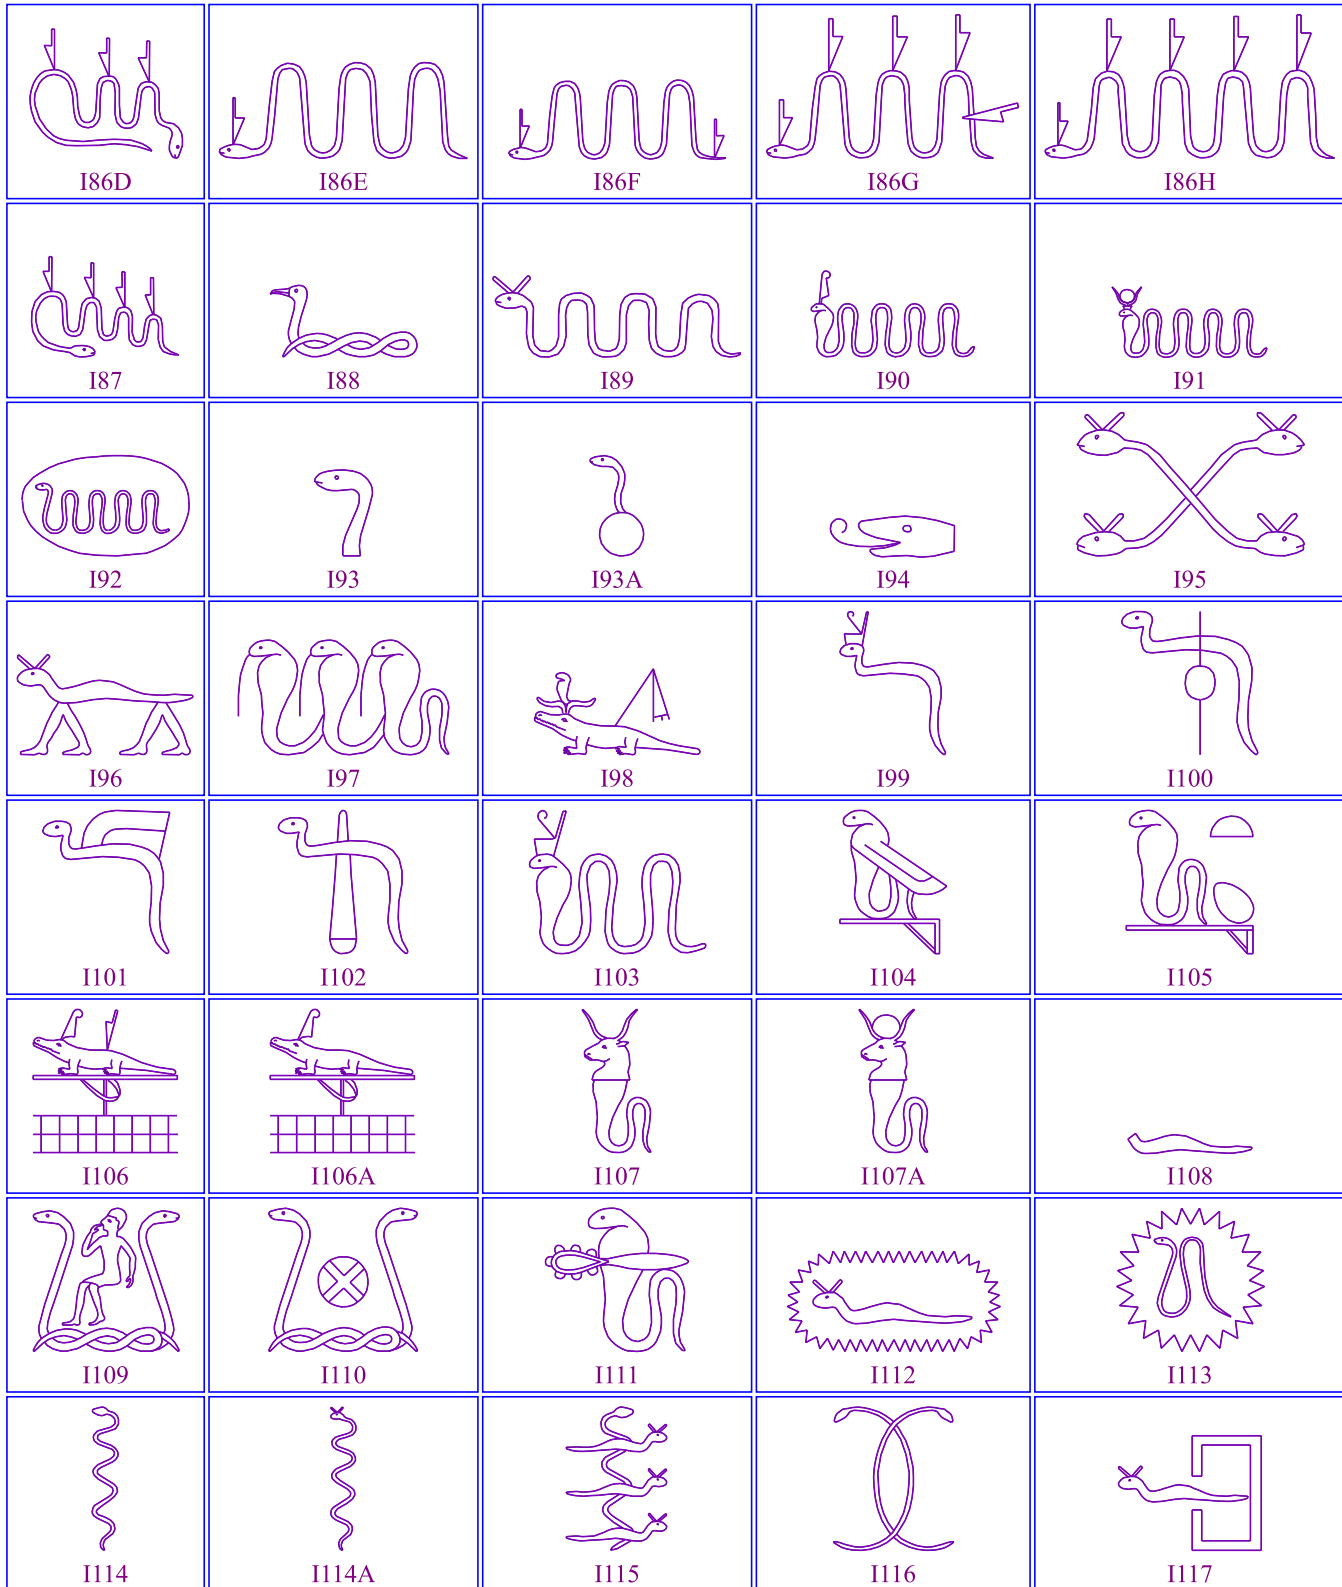 I86D I86E I86F I86G I86H
I87 I88 I89 I90 I91
I92 I93 I93A I94 I95
I96 I97 I98 I99 I100
I101 I102 I103 I104 I105
I106 I106A I107 I107A I108
I109 I110 I111 I112 I113
I114 I114A I115 I116 I117